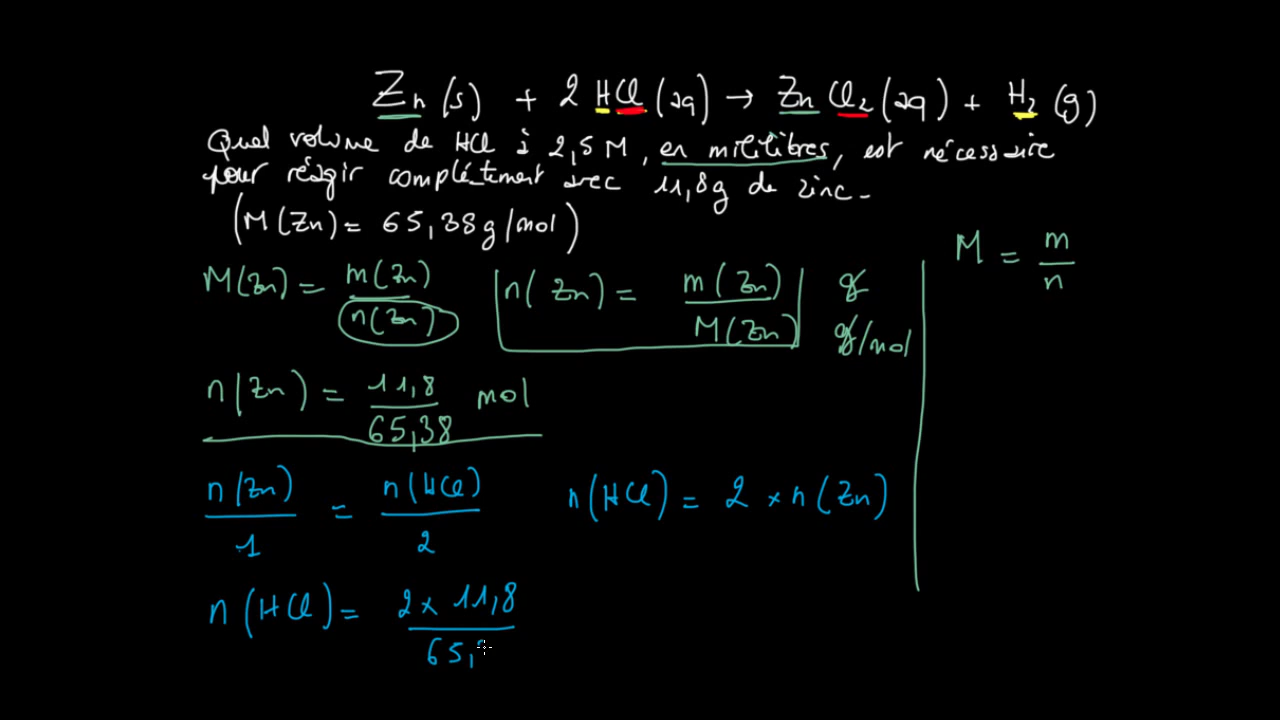 Zn(s) + 2 HCl(aq) → ZnCl₂(aq) + H₂(g)
Quel volume de HCl à 2,5 M, en mililitres, est nécessaire
pour réagir complètement avec 11,8g de zinc.
(M(Zn) = 65,38g/mol)
M = m/n
M(Zn) = m(Zn)/n(Zn) n(Zn) = m(Zn)/M(Zn) g g/mol
n(Zn) = 11,8/65,38 mol
n(Zn)/1 = n(HCl)/2 n(HCl) = 2 × n(Zn)
n(HCl) = 2 × 11,8/65,